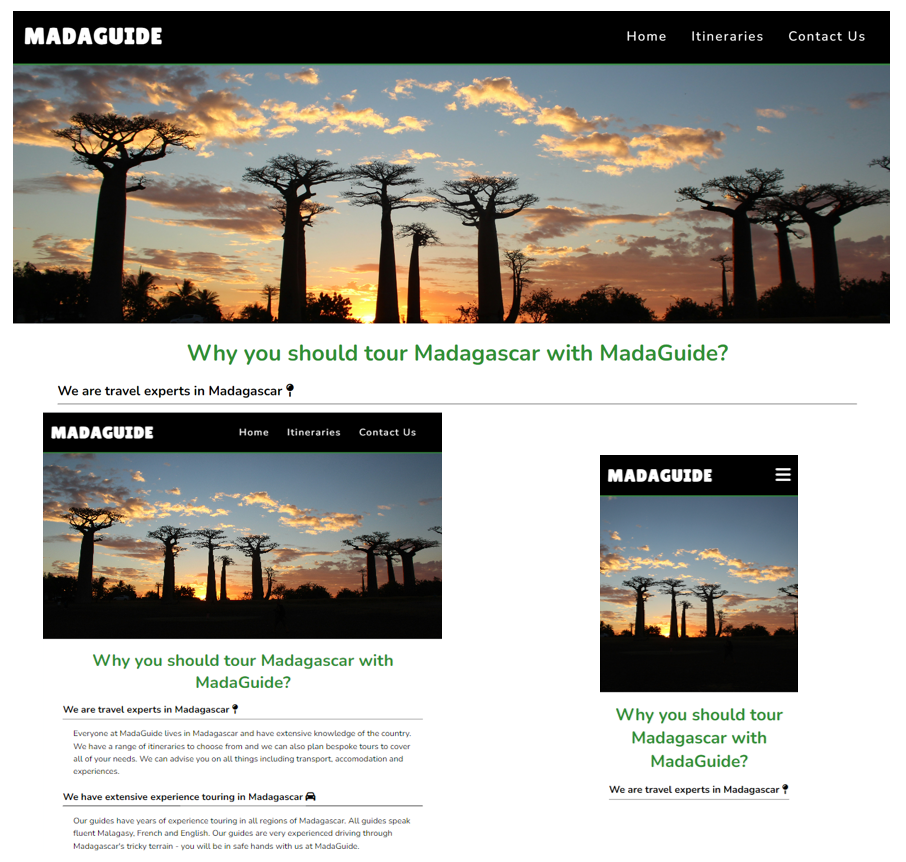 MADAGUIDE
Home Itineraries Contact Us
Why you should tour Madagascar with MadaGuide?
We are travel experts in Madagascar
MADAGUIDE
Home Itineraries Contact Us
Why you should tour Madagascar with
MadaGuide?
We are travel experts in Madagascar
Everyone at MadaGuide lives in Madagascar and have extensive knowledge of the country.
We have a range of itineraries to choose from and we can also plan bespoke tours to cover
all of your needs. We can advise you on all things including transport, accomodation and
experiences.
We have extensive experience touring in Madagascar
Our guides have years of experience touring in all regions of Madagascar. All guides speak
fluent Malagasy, French and English. Our guides are very experienced driving through
Madagascar's tricky terrain - you will be in safe hands with us at MadaGuide.
MADAGUIDE
Why you should tour
Madagascar with
MadaGuide?
We are travel experts in Madagascar